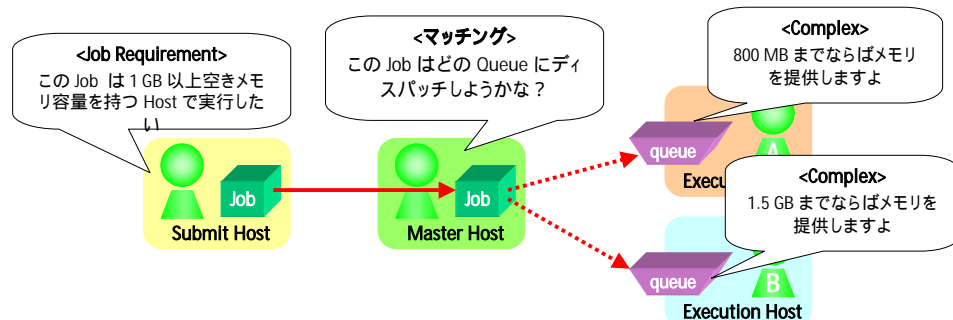 <Job Requirement>
この Job は 1 GB 以上空きメモ
リ容量を持つ Host で実行した
い
Job
Submit Host
<マッチング>
この Job はどの Queue にディ
スパッチしようかな？
Job
Master Host
<Complex>
800 MB までならばメモリ
を提供しますよ
queue
A
<Complex>
1.5 GB までならばメモリを
提供しますよ
queue
B
Execution Host